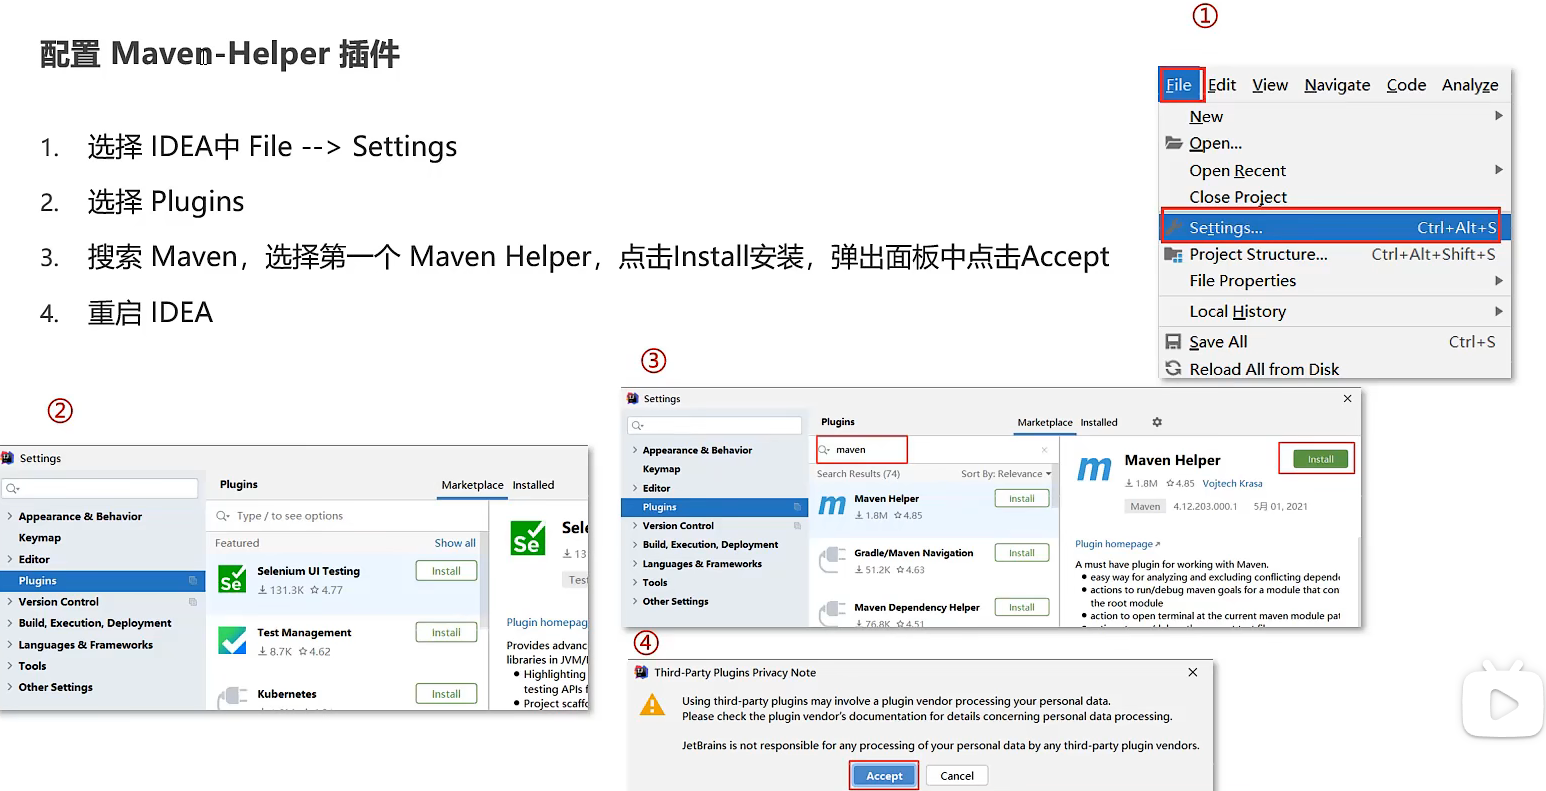 配置 Maven-Helper 插件
1. 选择 IDEA中 File --> Settings
2. 选择 Plugins
3. 搜索 Maven，选择第一个 Maven Helper，点击Install安装，弹出面板中点击Accept
4. 重启 IDEA
①
File Edit View Navigate Code Analyze
New
Open...
Open Recent
Close Project
Settings... Ctrl+Alt+S
Project Structure... Ctrl+Alt+Shift+S
File Properties
Local History
Save All Ctrl+S
Reload All from Disk
②
Settings
Plugins Marketplace Installed
Appearance & Behavior
Keymap
Editor
Plugins
Version Control
Build, Execution, Deployment
Languages & Frameworks
Tools
Other Settings
Type / to see options
Featured Show all
Selenium UI Testing Install
131.3K 4.77
Test Management Install
8.7K 4.62
Kubernetes Install
Se
Se
Sele
13
Test
Plugin homepag
Provides advanc
libraries in JVM/
• Highlighting
testing APIs f
• Project scaffo
③
Settings
Plugins Marketplace Installed
Appearance & Behavior
Keymap
Editor
Plugins
Version Control
Build, Execution, Deployment
Languages & Frameworks
Tools
Other Settings
maven
Search Results (74) Sort By: Relevance
Maven Helper Install
1.8M 4.85
Gradle/Maven Navigation Install
51.2K 4.63
Maven Dependency Helper Install
76.8K 4.51
Maven Helper Install
1.8M 4.85 Vojtech Krasa
Maven 4.12.203.000.1 5月 01, 2021
Plugin homepage
A must have plugin for working with Maven.
• easy way for analyzing and excluding conflicting depende
• actions to run/debug maven goals for a module that con
the root module
• action to open terminal at the current maven module pat
④
Third-Party Plugins Privacy Note
Using third-party plugins may involve a plugin vendor processing your personal data.
Please check the plugin vendor's documentation for details concerning personal data processing.
JetBrains is not responsible for any processing of your personal data by any third-party plugin vendors.
Accept Cancel